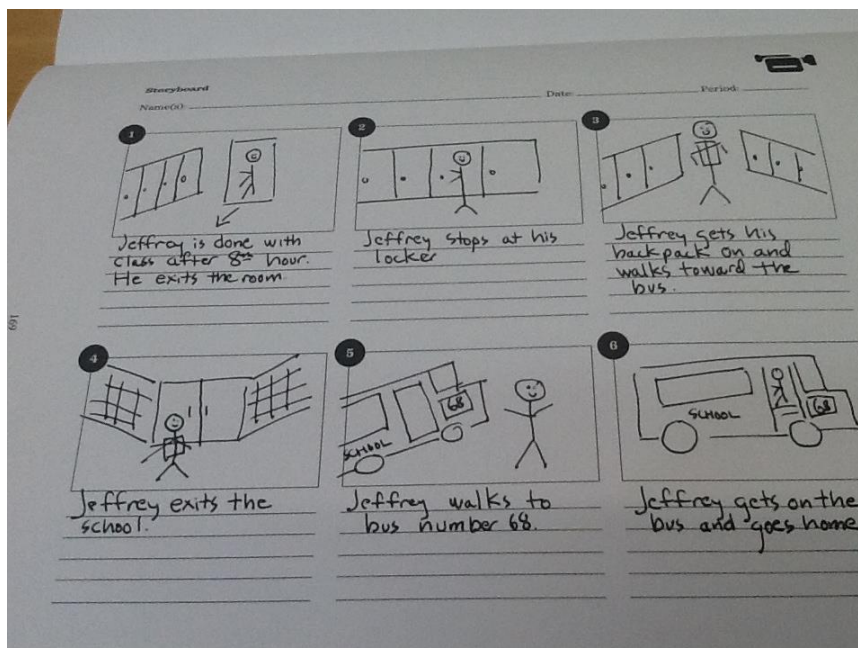 Storyboard
Name(s):
Date:
Period:
1
2
3
Jeffrey is done with
class after 8th hour.
He exits the room.
Jeffrey stops at his
locker
Jeffrey gets his
backpack on and
walks toward the
bus.
169
4
5
6
68
SCHOOL
SCHOOL
68
Jeffrey exits the
school.
Jeffrey walks to
bus number 68.
Jeffrey gets on the
bus and goes home